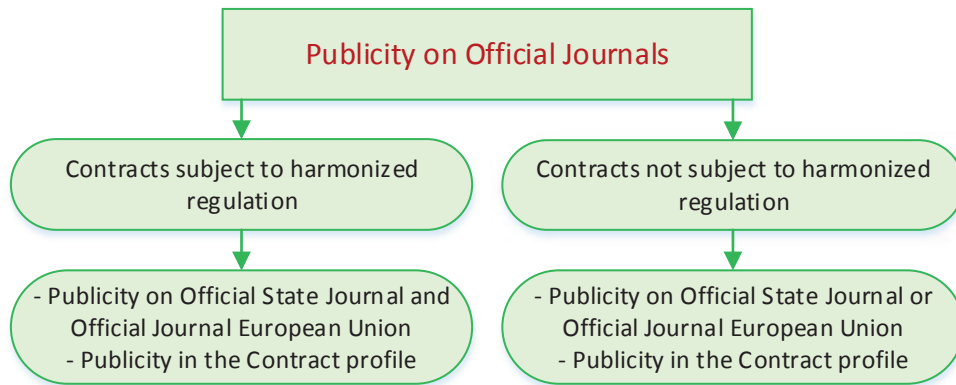 Publicity on Official Journals
Contracts subject to harmonized
regulation
Contracts not subject to harmonized
regulation
- Publicity on Official State Journal and
Official Journal European Union
- Publicity in the Contract profile
- Publicity on Official State Journal or
Official Journal European Union
- Publicity in the Contract profile